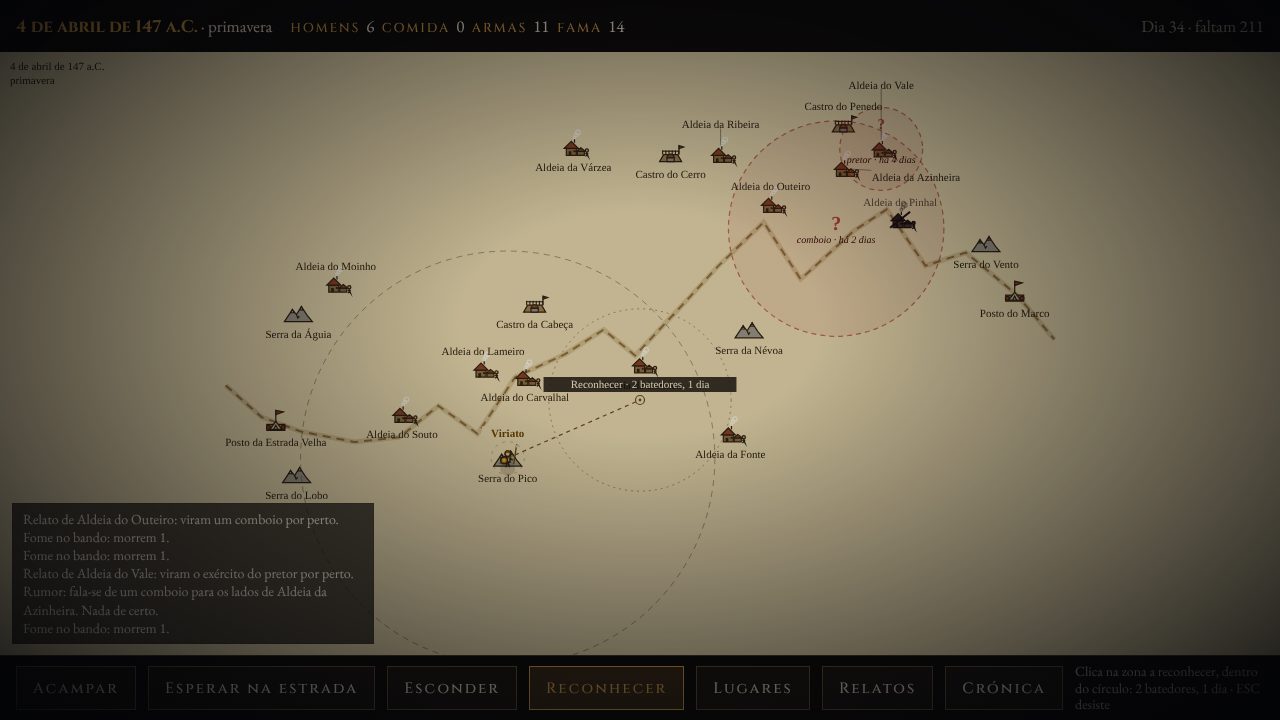 4 DE ABRIL DE 147 A.C. · primavera HOMENS 6 COMIDA 0 ARMAS 11 FAMA 14 Dia 34 · faltam 211
4 de abril de 147 a.C.
primavera
Aldeia do Vale
Castro do Penedo
?
Aldeia da Ribeira
pretor · há 4 dias
Aldeia da Várzea
Castro do Cerro
Aldeia da Azinheira
Aldeia do Outeiro
Aldeia do Pinhal
?
comboio · há 2 dias
Serra do Vento
Aldeia do Moinho
Posto do Marco
Castro da Cabeça
Serra da Águia
Serra da Névoa
Aldeia do Lameiro
Reconhecer · 2 batedores, 1 dia
Aldeia do Carvalhal
Viriato
Aldeia do Souto
Posto da Estrada Velha
Aldeia da Fonte
Serra do Pico
Serra do Lobo
Relato de Aldeia do Outeiro: viram um comboio por perto.
Fome no bando: morrem 1.
Fome no bando: morrem 1.
Relato de Aldeia do Vale: viram o exército do pretor por perto.
Rumor: fala-se de um comboio para os lados de Aldeia da
Azinheira. Nada de certo.
Fome no bando: morrem 1.
ACAMPAR ESPERAR NA ESTRADA ESCONDER RECONHECER LUGARES RELATOS CRÓNICA
Clica na zona a reconhecer, dentro
do círculo: 2 batedores, 1 dia · ESC
desiste